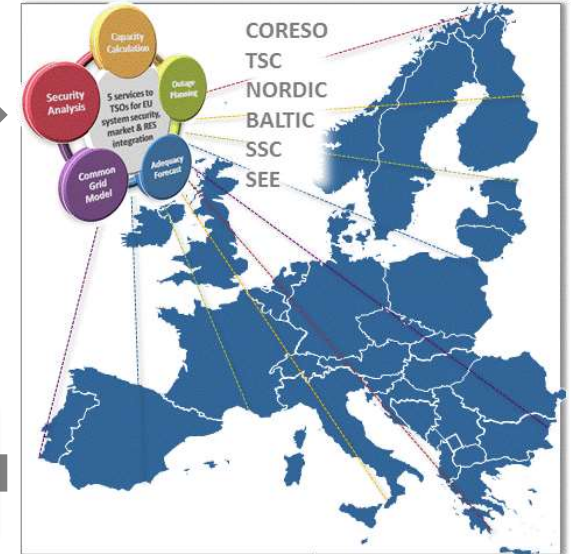 Capacity
Calculation
Security
Analysis
5 services to
TSOs for EU
system security,
market & RES
integration
Outage
Planning
Common
Grid
Model
Adequacy
Forecast
CORESO
TSC
NORDIC
BALTIC
SSC
SEE